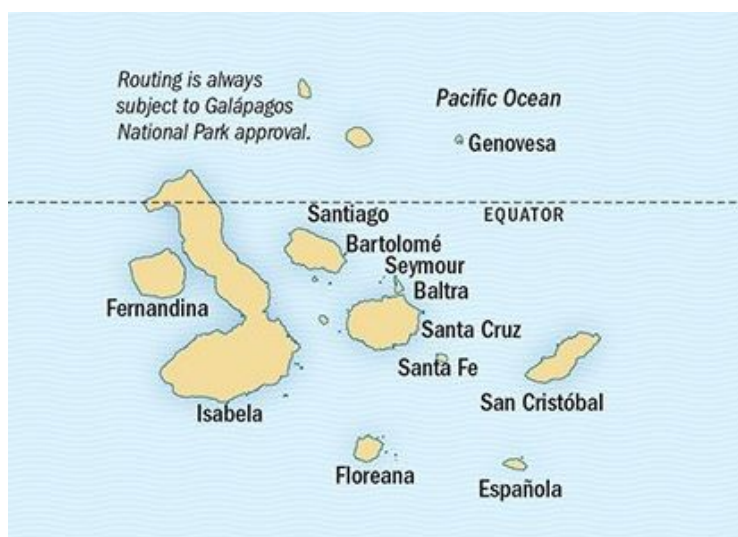 Routing is always
subject to Galápagos
National Park approval.
Pacific Ocean
Genovesa
Santiago
EQUATOR
Bartolomé
Seymour
Baltra
Fernandina
Santa Cruz
Santa Fe
Isabela
San Cristóbal
Floreana
Española